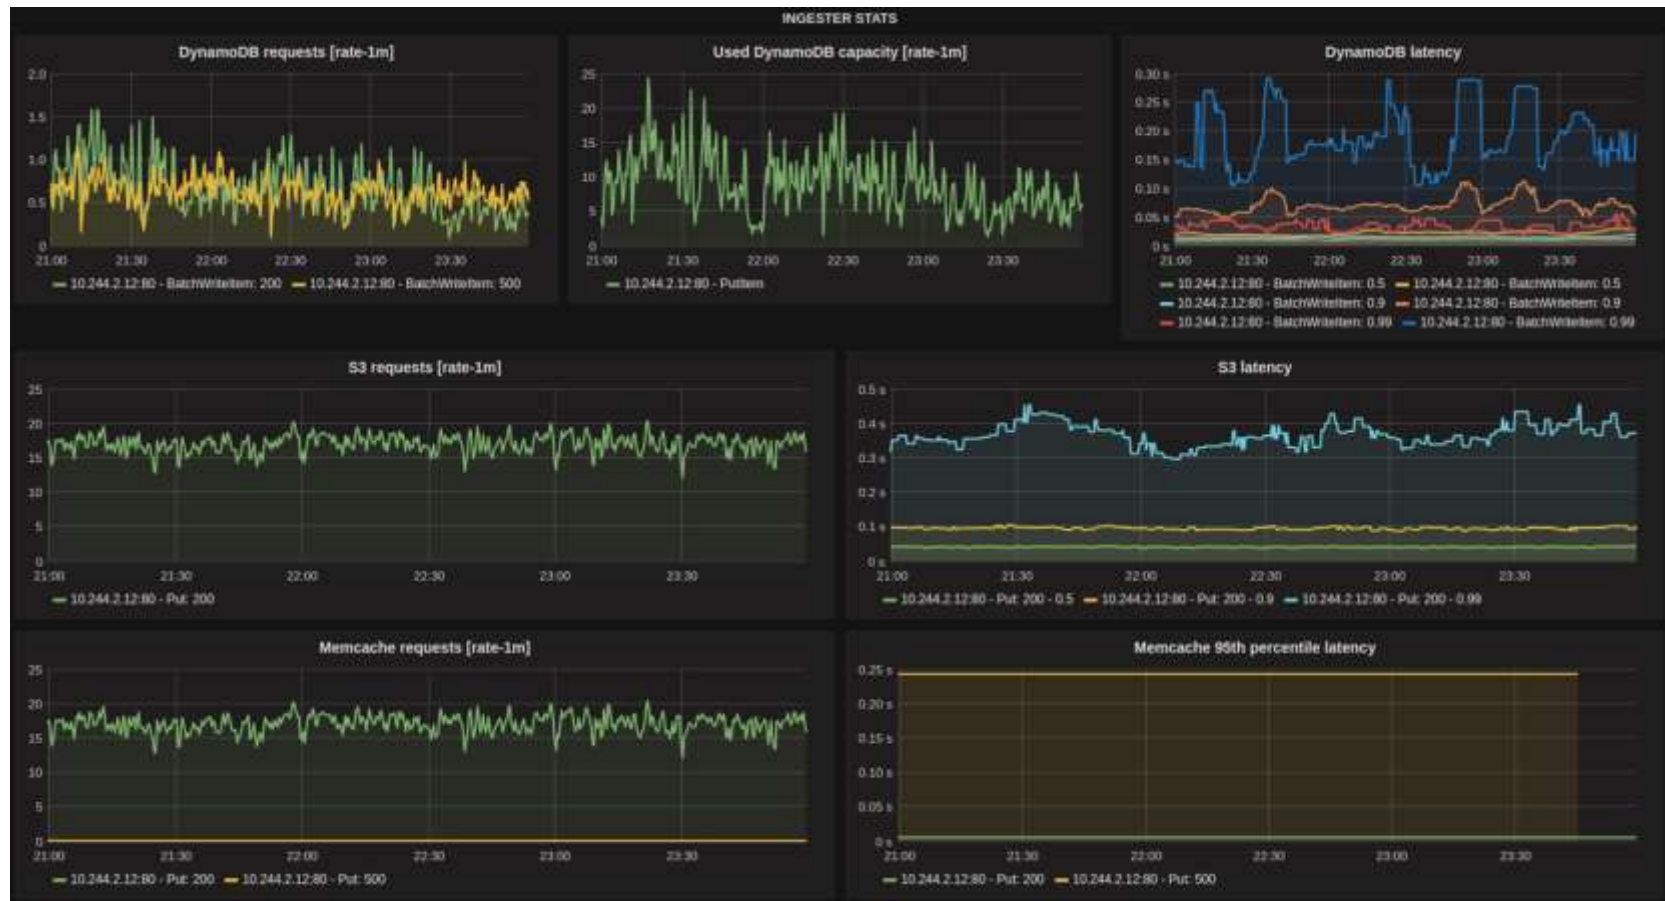 INGESTER STATS
DynamoDB requests [rate-1m]
2.0
1.5
1.0
0.5
0
21:00 21:30 22:00 22:30 23:00 23:30
10.244.2.12:80 - BatchWriteItem: 200 10.244.2.12:80 - BatchWriteItem: 500
Used DynamoDB capacity [rate-1m]
25
20
15
10
5
0
21:00 21:30 22:00 22:30 23:00 23:30
10.244.2.12:80 - PutItem
DynamoDB latency
0.30 s
0.25 s
0.20 s
0.15 s
0.10 s
0.05 s
0 s
21:00 21:30 22:00 22:30 23:00 23:30
10.244.2.12:80 - BatchWriteItem: 0.5 10.244.2.12:80 - BatchWriteItem: 0.5
10.244.2.12:80 - BatchWriteItem: 0.9 10.244.2.12:80 - BatchWriteItem: 0.9
10.244.2.12:80 - BatchWriteItem: 0.99 10.244.2.12:80 - BatchWriteItem: 0.99
S3 requests [rate-1m]
25
20
15
10
5
0
21:00 21:30 22:00 22:30 23:00 23:30
10.244.2.12:80 - Put: 200
S3 latency
0.5 s
0.4 s
0.3 s
0.2 s
0.1 s
0 s
21:00 21:30 22:00 22:30 23:00 23:30
10.244.2.12:80 - Put: 200 - 0.5 10.244.2.12:80 - Put: 200 - 0.9 10.244.2.12:80 - Put: 200 - 0.99
Memcache requests [rate-1m]
25
20
15
10
5
0
21:00 21:30 22:00 22:30 23:00 23:30
10.244.2.12:80 - Put: 200 10.244.2.12:80 - Put: 500
Memcache 95th percentile latency
0.25 s
0.20 s
0.15 s
0.10 s
0.05 s
0 s
21:00 21:30 22:00 22:30 23:00 23:30
10.244.2.12:80 - Put: 200 10.244.2.12:80 - Put: 500